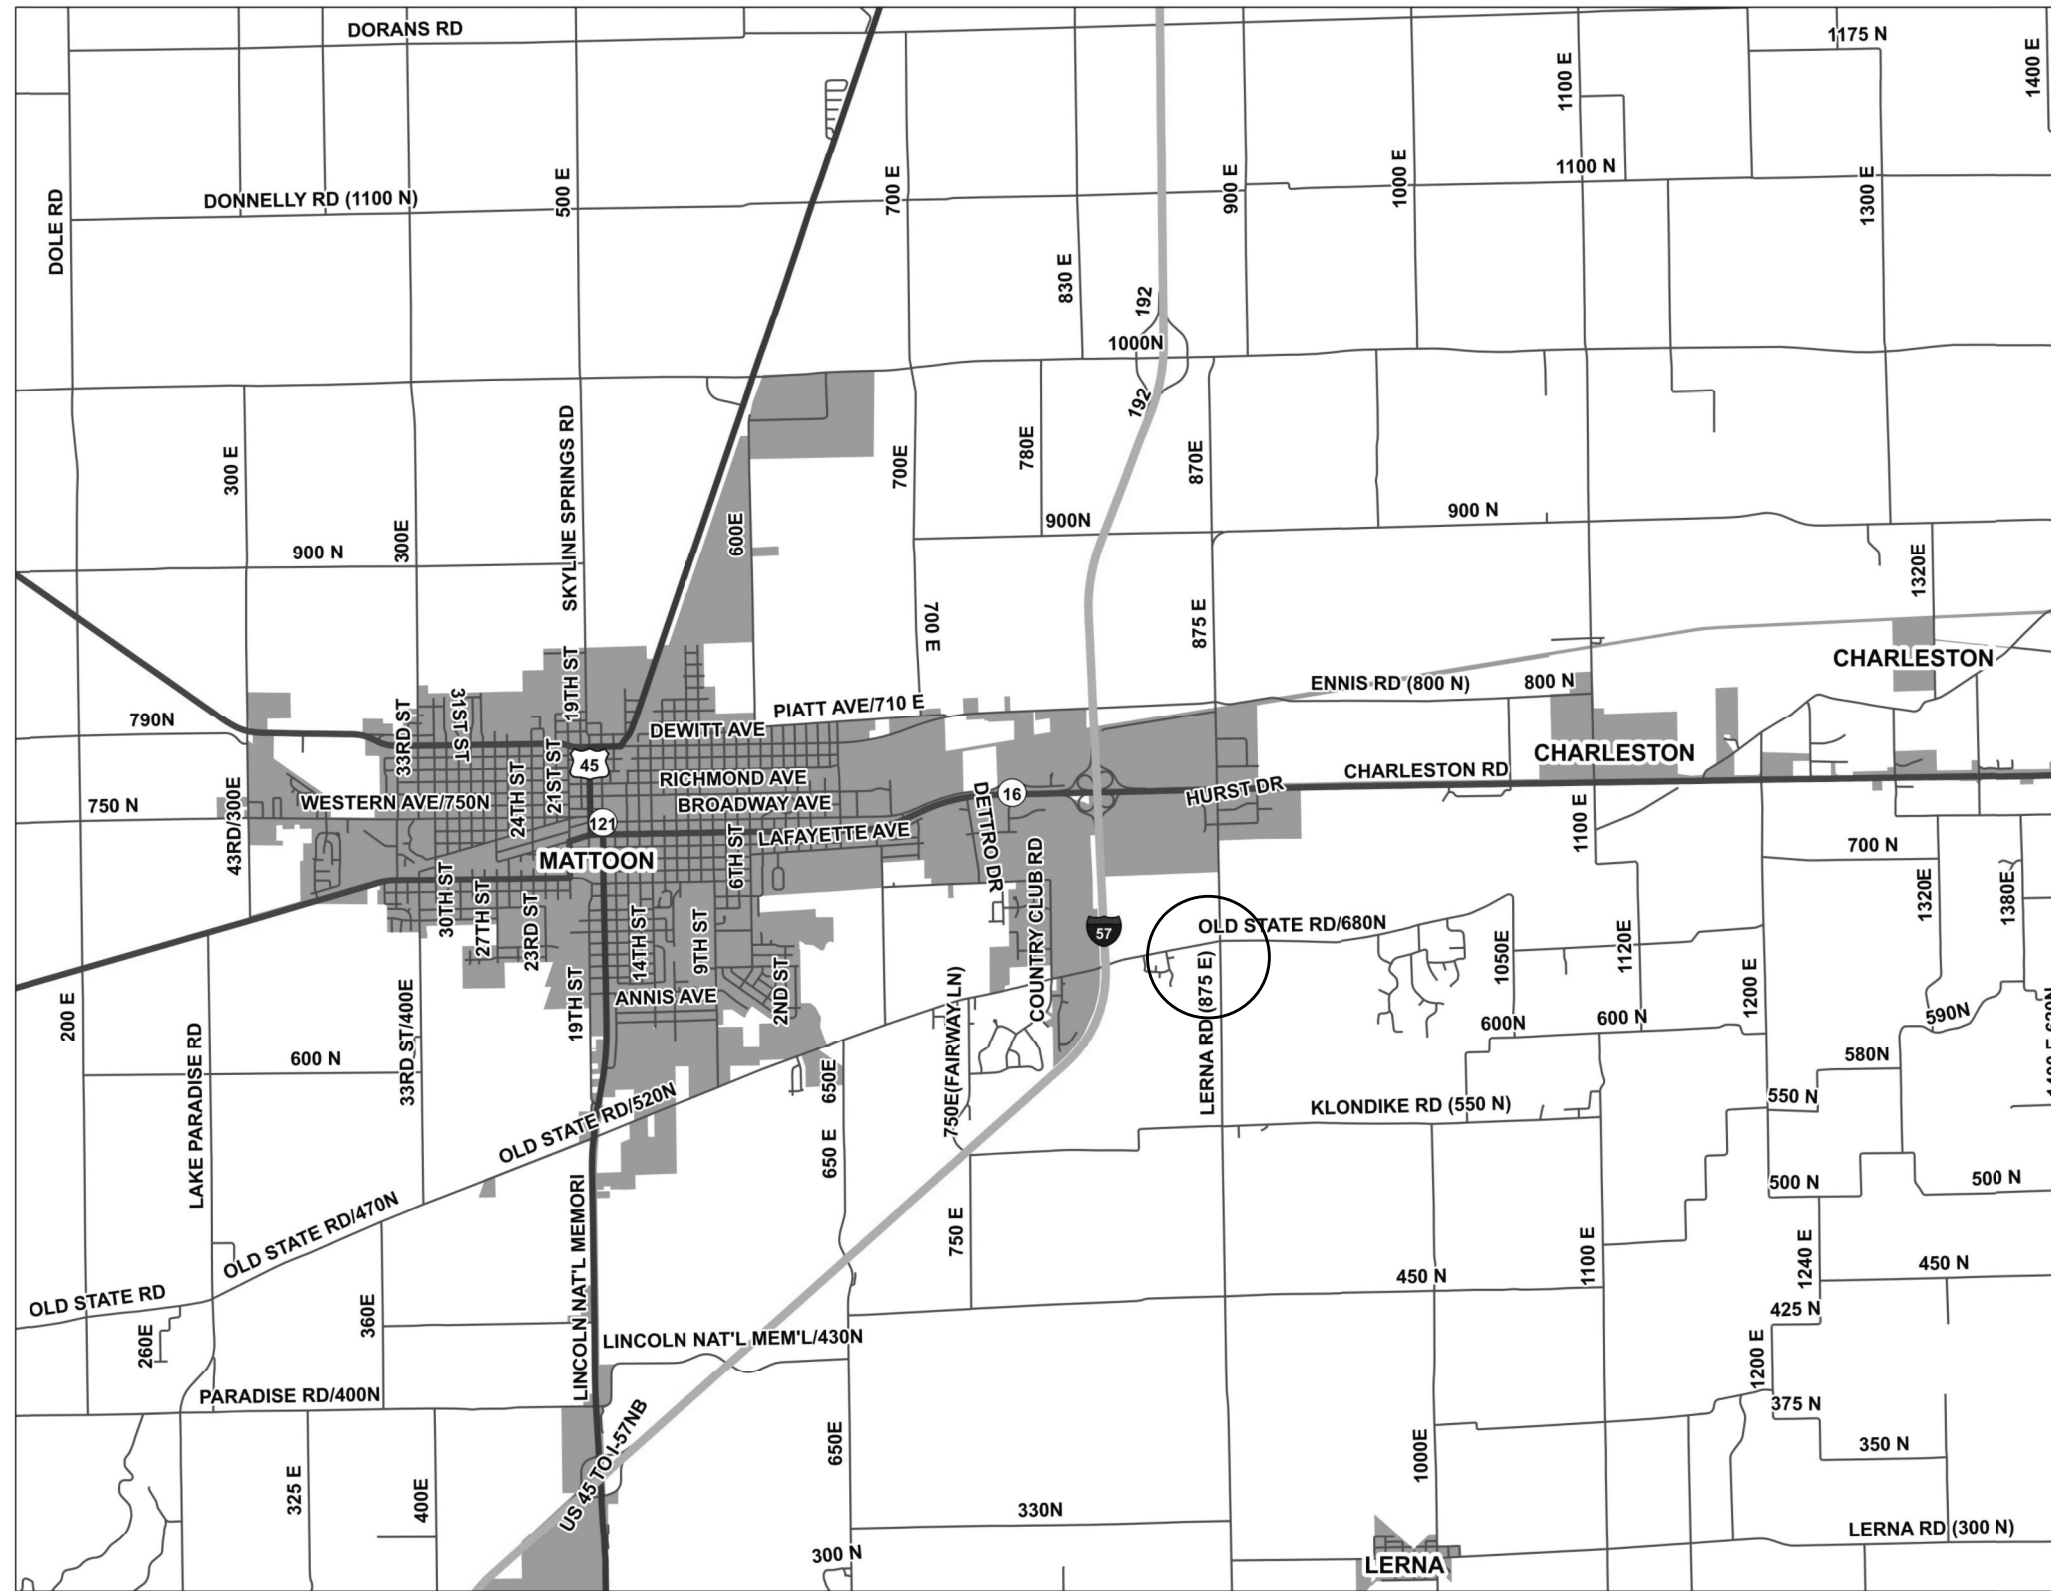 DORANS RD
1175 N
1400 E
1100 E
1100 N
1000 E
900 E
700 E
500 E
1300 E
DONNELLY RD (1100 N)
DOLE RD
830 E
192
1000N
192
SKYLINE SPRINGS RD
300 E
700E
780E
870E
900 N
900N
600E
300E
900 N
1320E
700 E
875 E
CHARLESTON
ENNIS RD (800 N)
800 N
19TH ST
31ST ST
33RD ST
PIATT AVE/710 E
790N
DEWITT AVE
CHARLESTON
45
21ST ST
24TH ST
RICHMOND AVE
CHARLESTON RD
HURST DR
16
DETTRO DR
WESTERN AVE/750N
BROADWAY AVE
750 N
43RD/300E
121
LAFAYETTE AVE
6TH ST
1100 E
700 N
MATTOON
COUNTRY CLUB RD
30TH ST
27TH ST
23RD ST
14TH ST
9TH ST
1320E
1380E
57
OLD STATE RD/680N
1050E
1120E
1200 E
19TH ST
ANNIS AVE
2ND ST
750E(FAIRWAY LN)
LERNA RD (875 E)
200 E
33RD ST/400E
LAKE PARADISE RD
600N
600 N
590N
600 N
650E
580N
550 N
KLONDIKE RD (550 N)
OLD STATE RD/520N
650 E
500 N
500 N
LINCOLN NAT'L MEMORI
OLD STATE RD/470N
750 E
1100 E
1240 E
450 N
450 N
OLD STATE RD
260E
360E
425 N
LINCOLN NAT'L MEM'L/430N
1200 E
PARADISE RD/400N
375 N
US 45 TO I-57NB
650E
1000E
350 N
325 E
400E
330N
LERNA RD (300 N)
300 N
LERNA